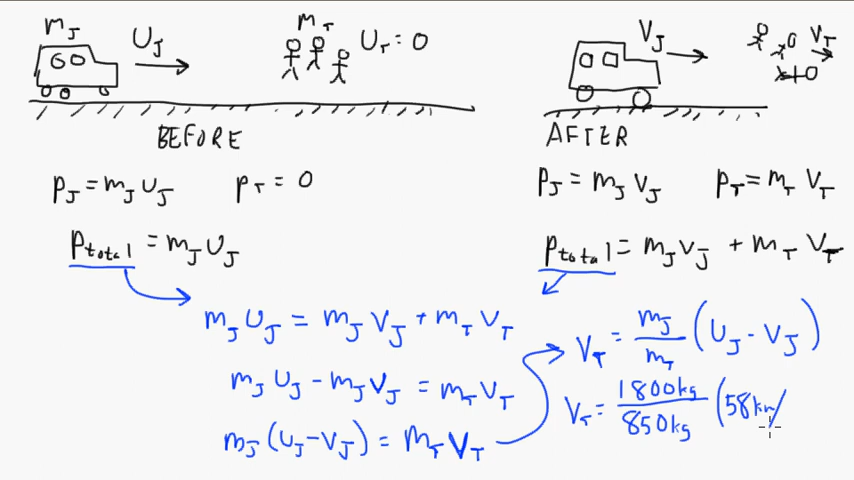 m_J U_J m_T U_T = 0 V_J V_T
BEFORE AFTER
P_J = m_J U_J P_T = 0 P_J = m_J V_J P_T = m_T V_T
P_total = m_J U_J P_total = m_J V_J + m_T V_T
m_J U_J = m_J V_J + m_T V_T
m_J U_J - m_J V_J = m_T V_T
m_J (U_J - V_J) = m_T V_T
V_T = m_J/m_T (U_J - V_J)
V_T = 1800kg/850kg (58km/